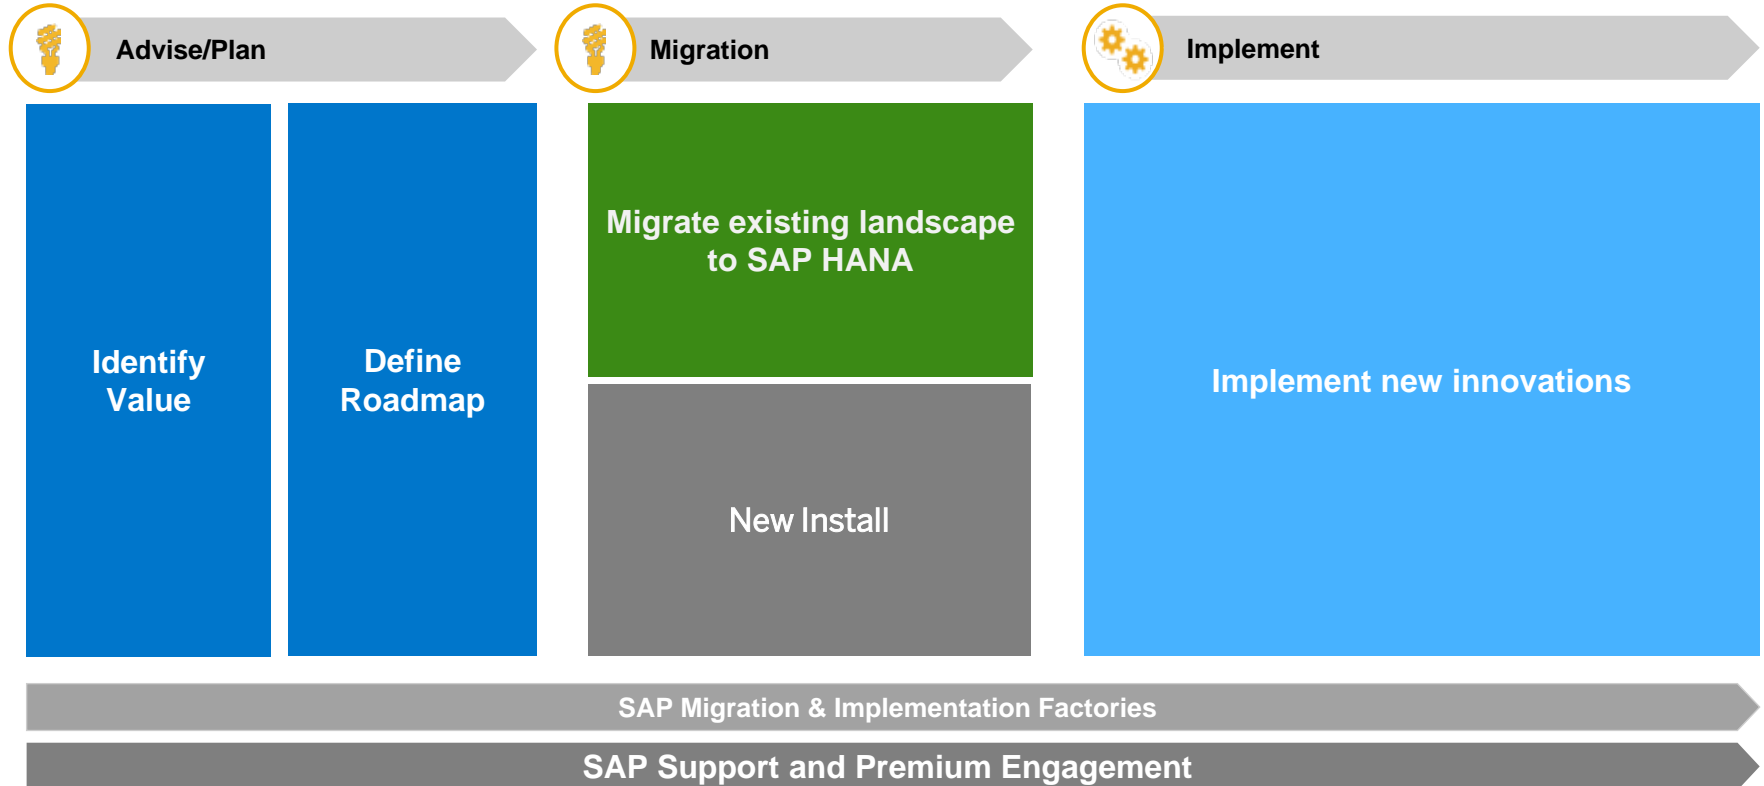 Advise/Plan
Migration
Implement
Identify
Value
Define
Roadmap
Migrate existing landscape
to SAP HANA
New Install
Implement new innovations
SAP Migration & Implementation Factories
SAP Support and Premium Engagement